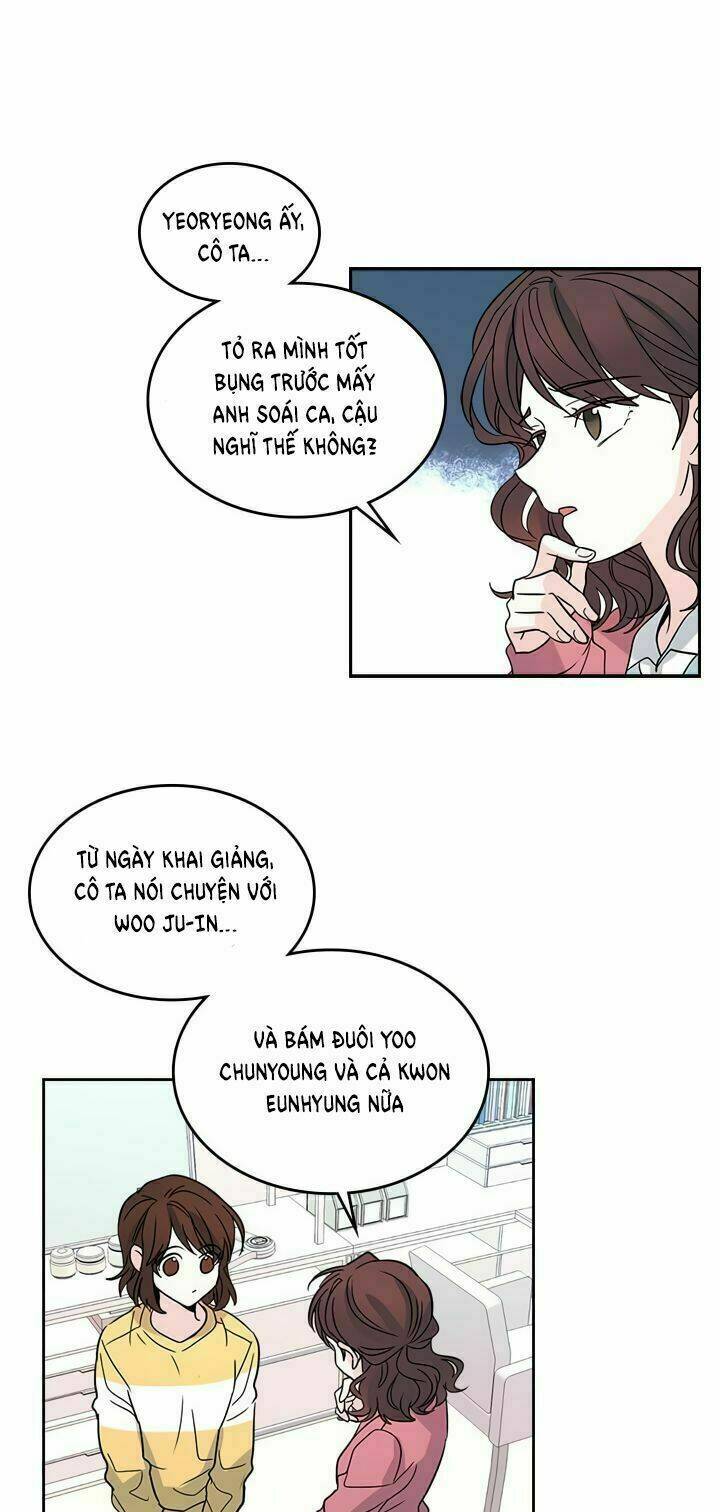 YEORYEONG ẤY,
CÔ TA...
TỎ RA MÌNH TỐT
BỤNG TRƯỚC MẤY
ANH SOÁI CA, CẬU
NGHĨ THẾ KHÔNG?
TỪ NGÀY KHAI GIẢNG,
CÔ TA NÓI CHUYỆN VỚI
WOO JU-IN...
VÀ BÁM ĐUÔI YOO
CHUNYOUNG VÀ CẢ KWON
EUNHYUNG NỮA